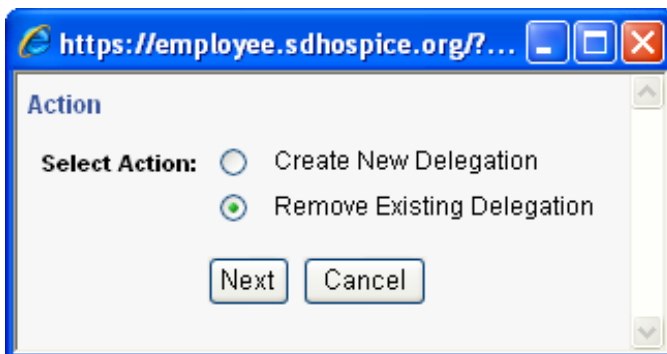 https://employee.sdhospice.org/?...
Action
Select Action: Create New Delegation
Remove Existing Delegation
Next Cancel